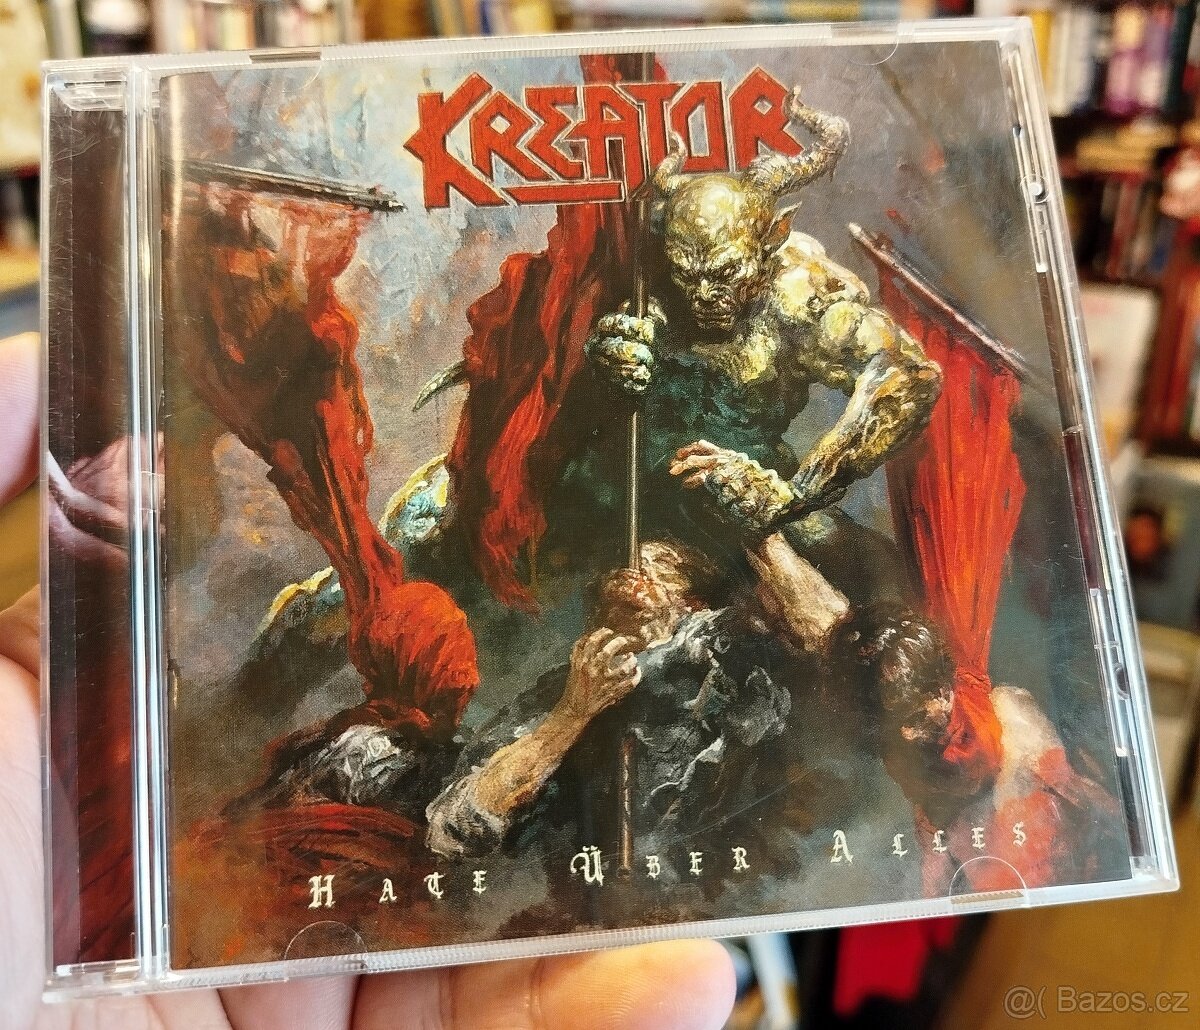 KREATOR
HATE ÜBER ALLES
@( Bazos.cz